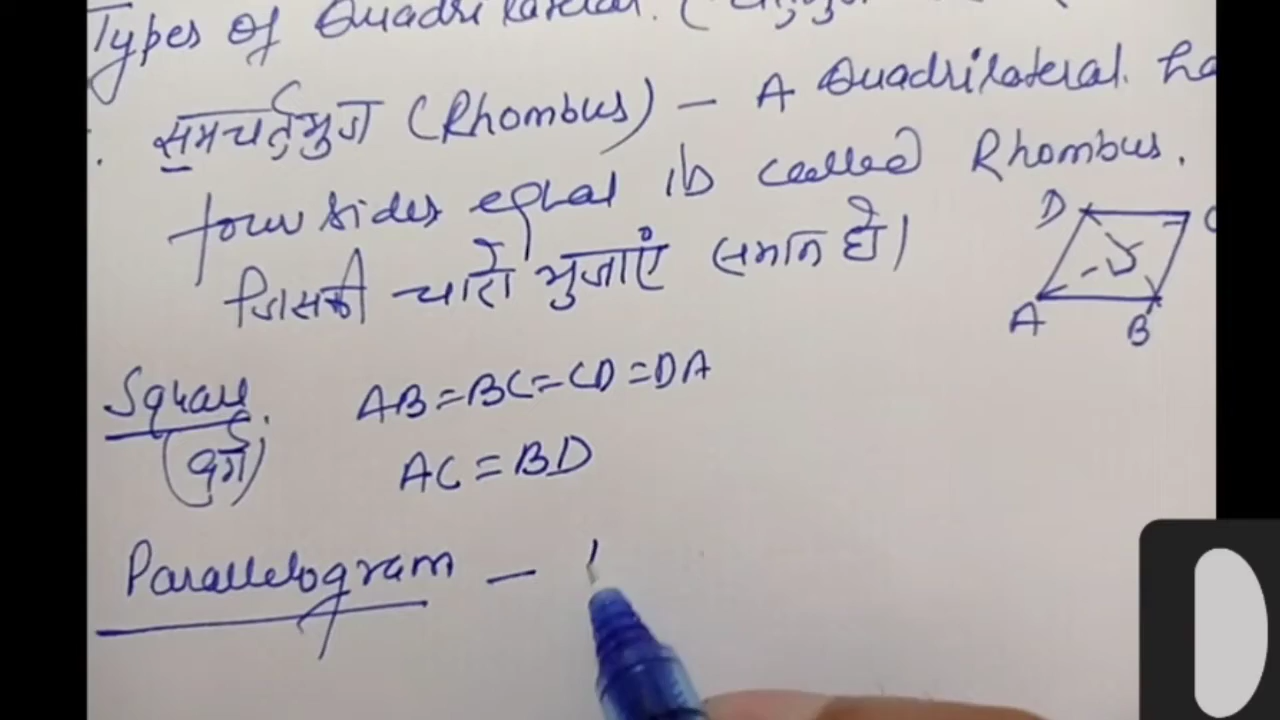 Types of Quadrilateral. (
समचतुर्भुज (Rhombus) – A Quadrilateral. ha
four sides equal is called Rhombus.
जिसकी चारो भुजाएं समान हो।
D
A B
Square.
(वर्ग)
AB=BC=CD=DA
AC=BD
Parallelogram –